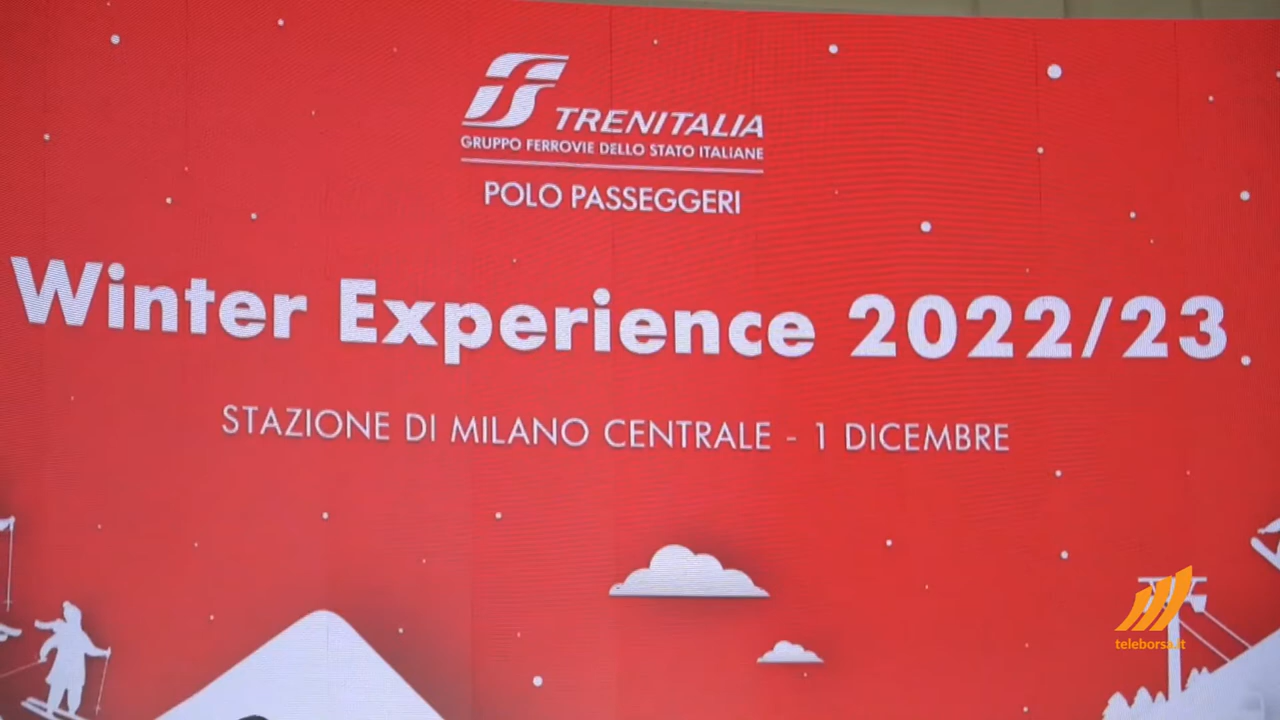 TRENITALIA
GRUPPO FERROVIE DELLO STATO ITALIANE
POLO PASSEGGERI
Winter Experience 2022/23
STAZIONE DI MILANO CENTRALE - 1 DICEMBRE
teleborsa.it